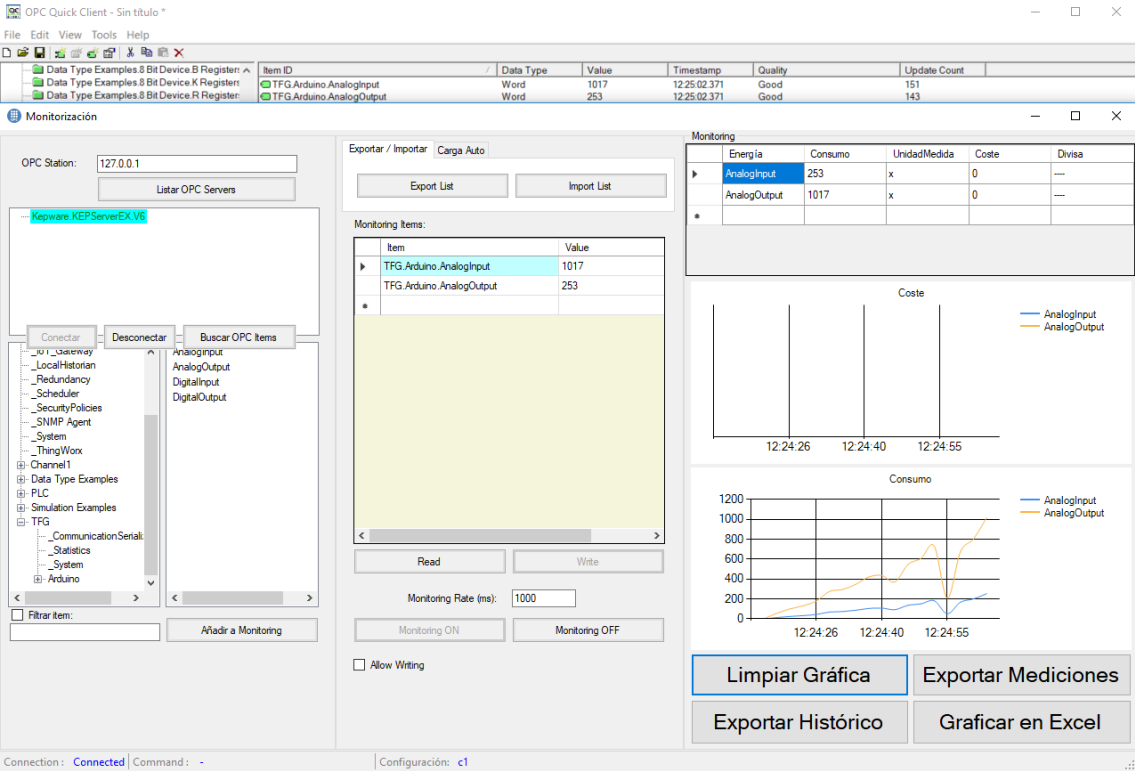 OPC Quick Client - Sin título *
File Edit View Tools Help
Data Type Examples.8 Bit Device.B Register:
Data Type Examples.8 Bit Device.K Register:
Data Type Examples.8 Bit Device.R Register:
Item ID Data Type Value Timestamp Quality Update Count
TFG.Arduino.AnalogInput Word 1017 12:25:02.371 Good 151
TFG.Arduino.AnalogOutput Word 253 12:25:02.371 Good 143
Monitorización
OPC Station: 127.0.0.1
Listar OPC Servers
Kepware.KEPServerEX.V6
Conectar Desconectar Buscar OPC Items
_IoT_Gateway
_LocalHistorian
_Redundancy
_Scheduler
_SecurityPolicies
_SNMP Agent
_System
_ThingWorx
Channel1
Data Type Examples
PLC
Simulation Examples
TFG
_CommunicationSeriali:
_Statistics
_System
Arduino
AnalogInput
AnalogOutput
DigitalInput
DigitalOutput
Filtrar item:
Añadir a Monitoring
Exportar / Importar Carga Auto
Export List Import List
Monitoring Items:
Item Value
TFG.Arduino.AnalogInput 1017
TFG.Arduino.AnalogOutput 253
Read Write
Monitoring Rate (ms): 1000
Monitoring ON Monitoring OFF
Allow Writing
Monitoring
Energía Consumo UnidadMedida Coste Divisa
AnalogInput 253 x 0 ----
AnalogOutput 1017 x 0 ----
Coste
AnalogInput
AnalogOutput
12:24:26 12:24:40 12:24:55
Consumo
1200
1000
800
600
400
200
0
AnalogInput
AnalogOutput
12:24:26 12:24:40 12:24:55
Limpiar Gráfica Exportar Mediciones
Exportar Histórico Graficar en Excel
Connection : Connected Command : - Configuración: c1